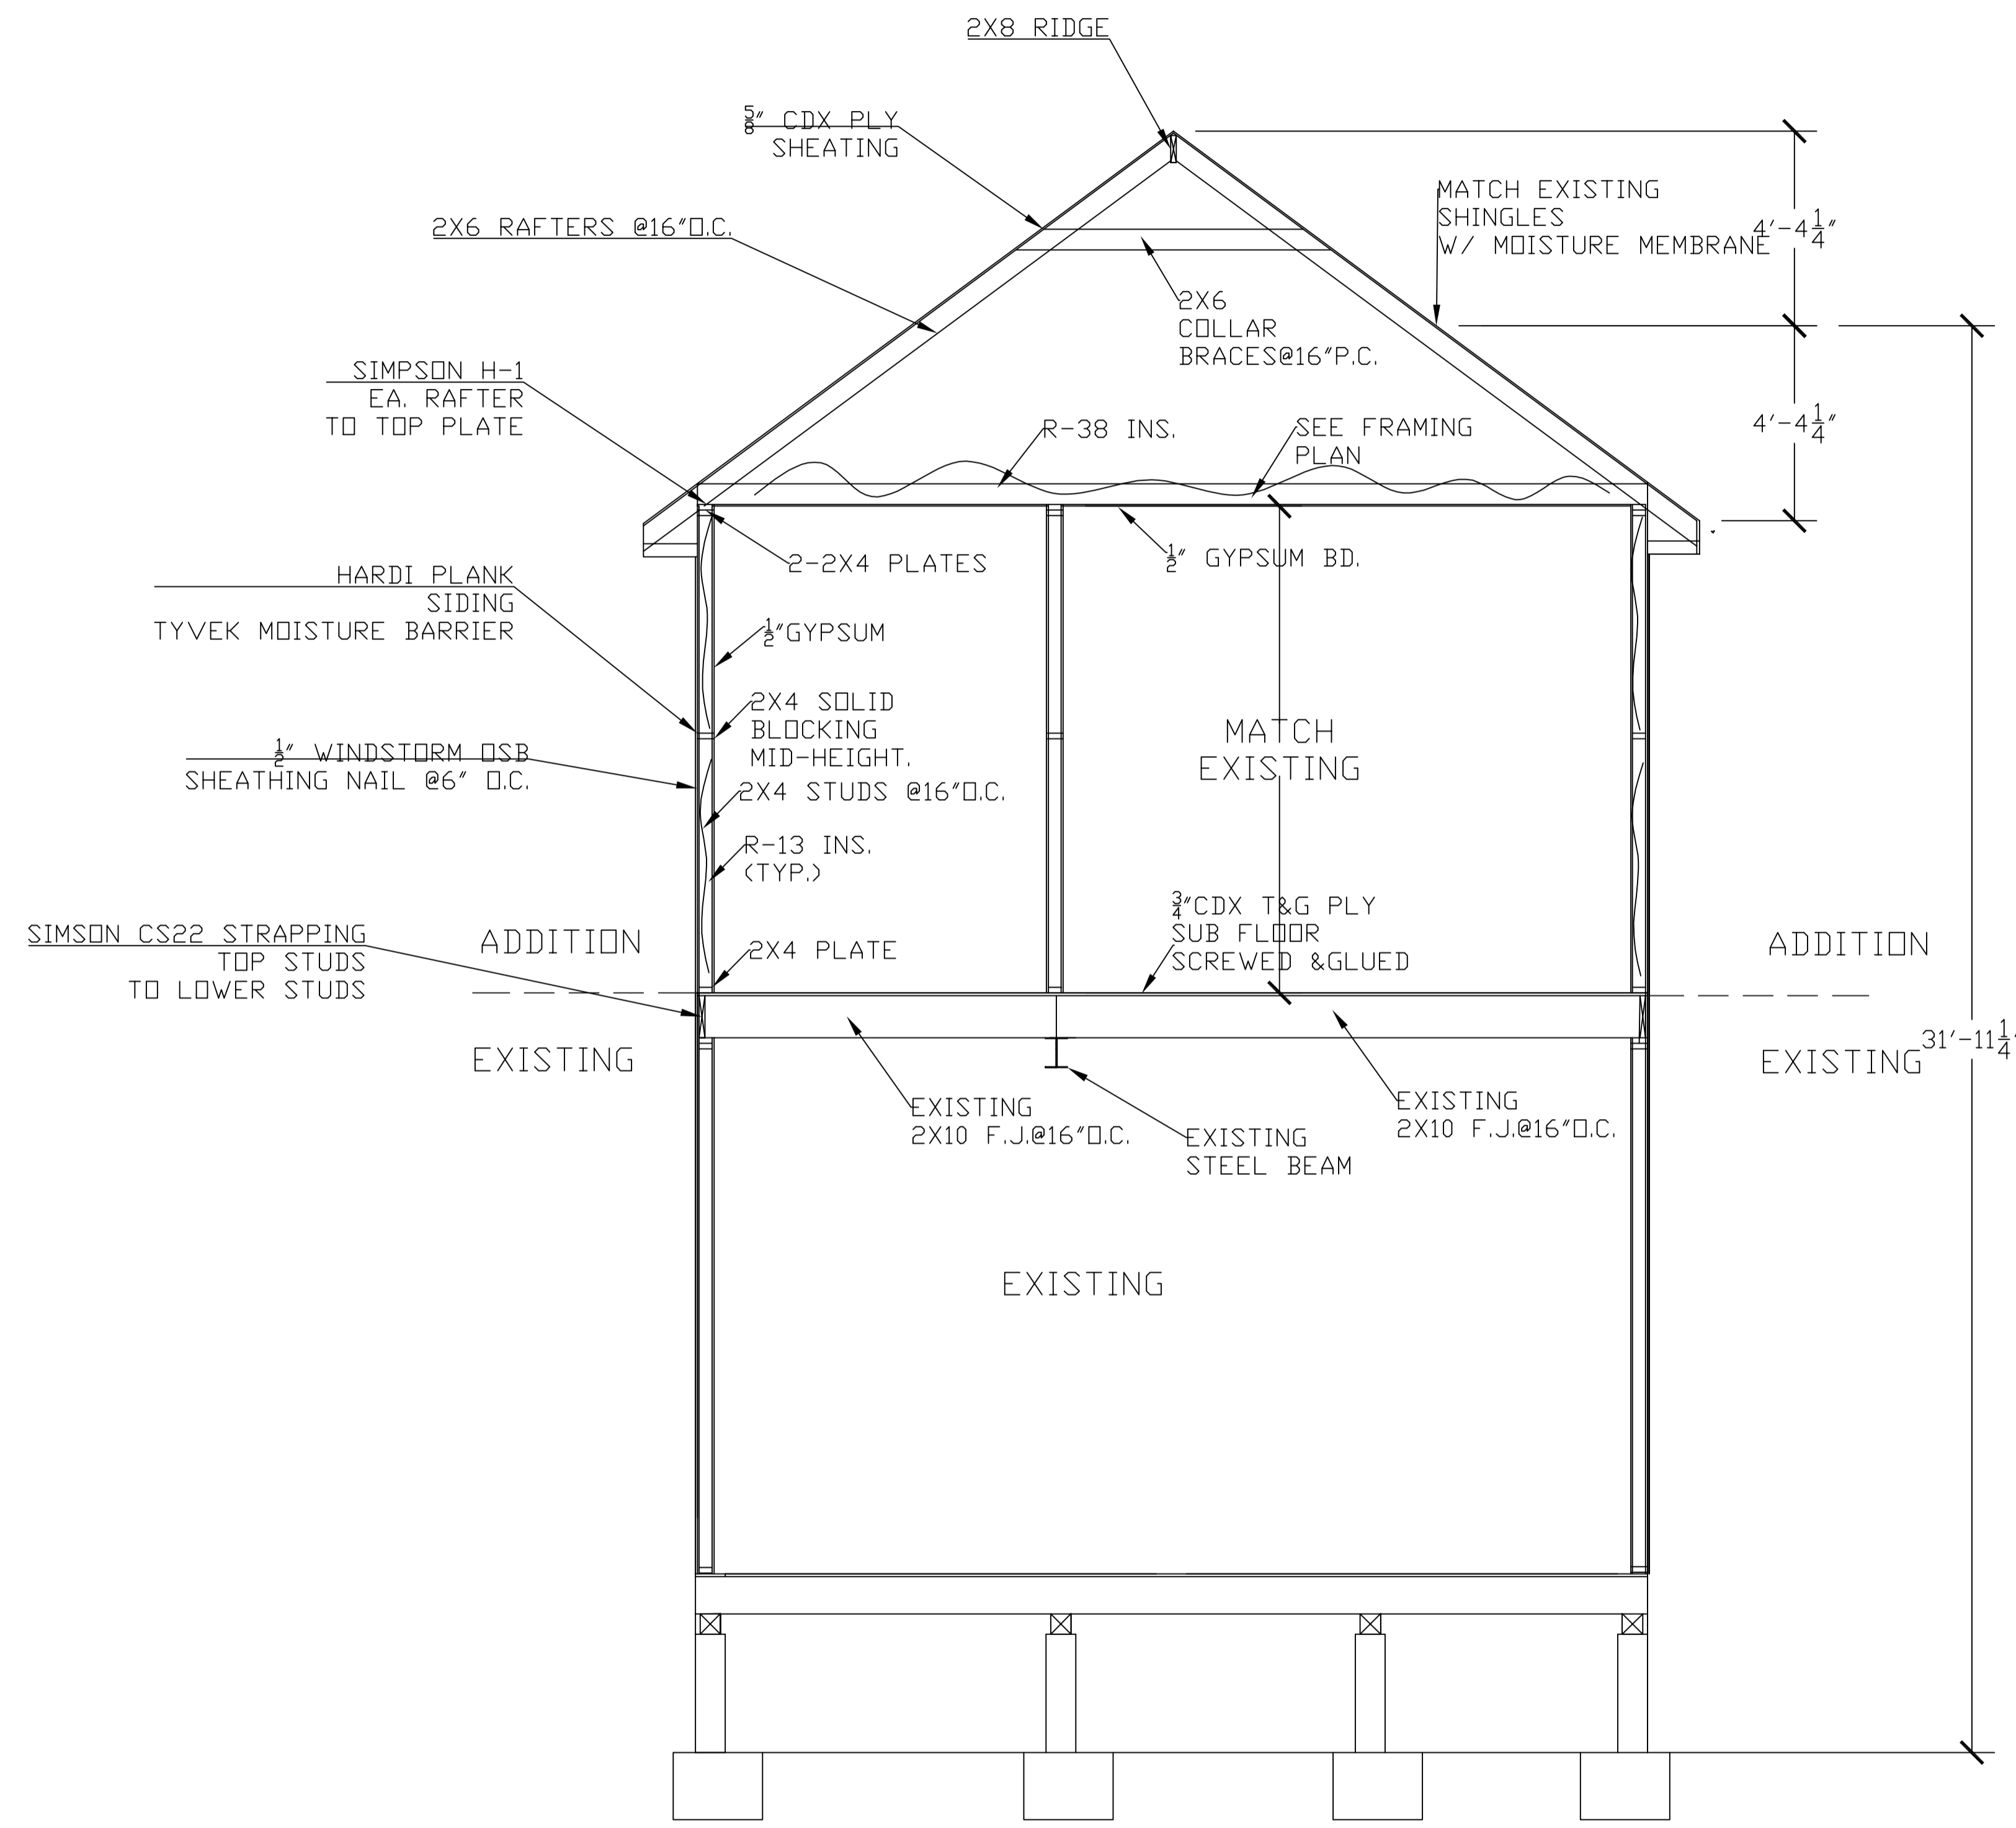 2X8 RIDGE
5/8" CDX PLY
SHEATING
2X6 RAFTERS @16"O.C.
MATCH EXISTING
SHINGLES
W/ MOISTURE MEMBRANE
4'-4 1/4"
2X6
COLLAR
BRACES@16"P.C.
SIMPSON H-1
EA. RAFTER
TO TOP PLATE
R-38 INS.
SEE FRAMING
PLAN
4'-4 1/4"
2-2X4 PLATES
1/2" GYPSUM BD.
HARDI PLANK
SIDING
TYVEK MOISTURE BARRIER
1/2"GYPSUM
2X4 SOLID
BLOCKING
MID-HEIGHT.
MATCH
EXISTING
1/2" WINDSTORM OSB
SHEATHING NAIL @6" O.C.
2X4 STUDS @16"O.C.
R-13 INS.
(TYP.)
3/4"CDX T&G PLY
SUB FLOOR
SCREWED &GLUED
SIMSON CS22 STRAPPING
TOP STUDS
TO LOWER STUDS
ADDITION
2X4 PLATE
ADDITION
EXISTING
EXISTING
31'-11 1/4"
EXISTING
2X10 F.J.@16"O.C.
EXISTING
STEEL BEAM
EXISTING
2X10 F.J.@16"O.C.
EXISTING